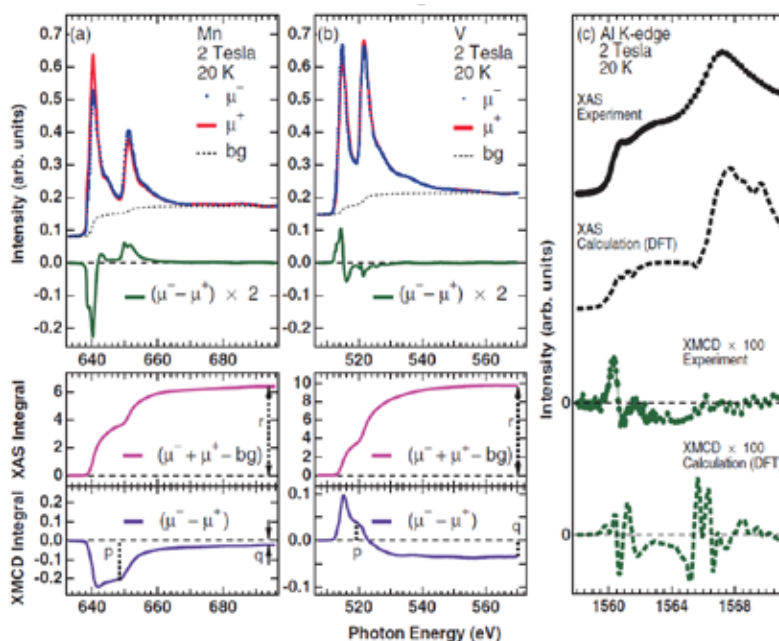 (a) Mn
2 Tesla
20 K
μ⁻
μ⁺
bg
0.7
0.6
0.5
0.4
0.3
0.2
0.1
0.0
-0.1
-0.2
Intensity (arb. units)
(μ⁻ − μ⁺) × 2
640 660 680
(b) V
2 Tesla
20 K
μ⁻
μ⁺
bg
0.7
0.6
0.5
0.4
0.3
0.2
0.1
0.0
-0.1
-0.2
(μ⁻ − μ⁺) × 2
520 540 560
XAS Integral
6
4
2
0
r
(μ⁻ + μ⁺ − bg)
10
8
6
4
2
0
r
(μ⁻ + μ⁺ − bg)
XMCD Integral
0.2
0.1
0.0
-0.1
-0.2
(μ⁻ − μ⁺)
p
q
640 660 680
0.1
0.0
-0.1
(μ⁻ − μ⁺)
p
q
520 540 560
Photon Energy (eV)
(c) Al K-edge
2 Tesla
20 K
XAS
Experiment
XAS
Calculation (DFT)
Intensity (arb. units)
XMCD × 100
Experiment
0
XMCD × 100
Calculation (DFT)
0
1560 1564 1568